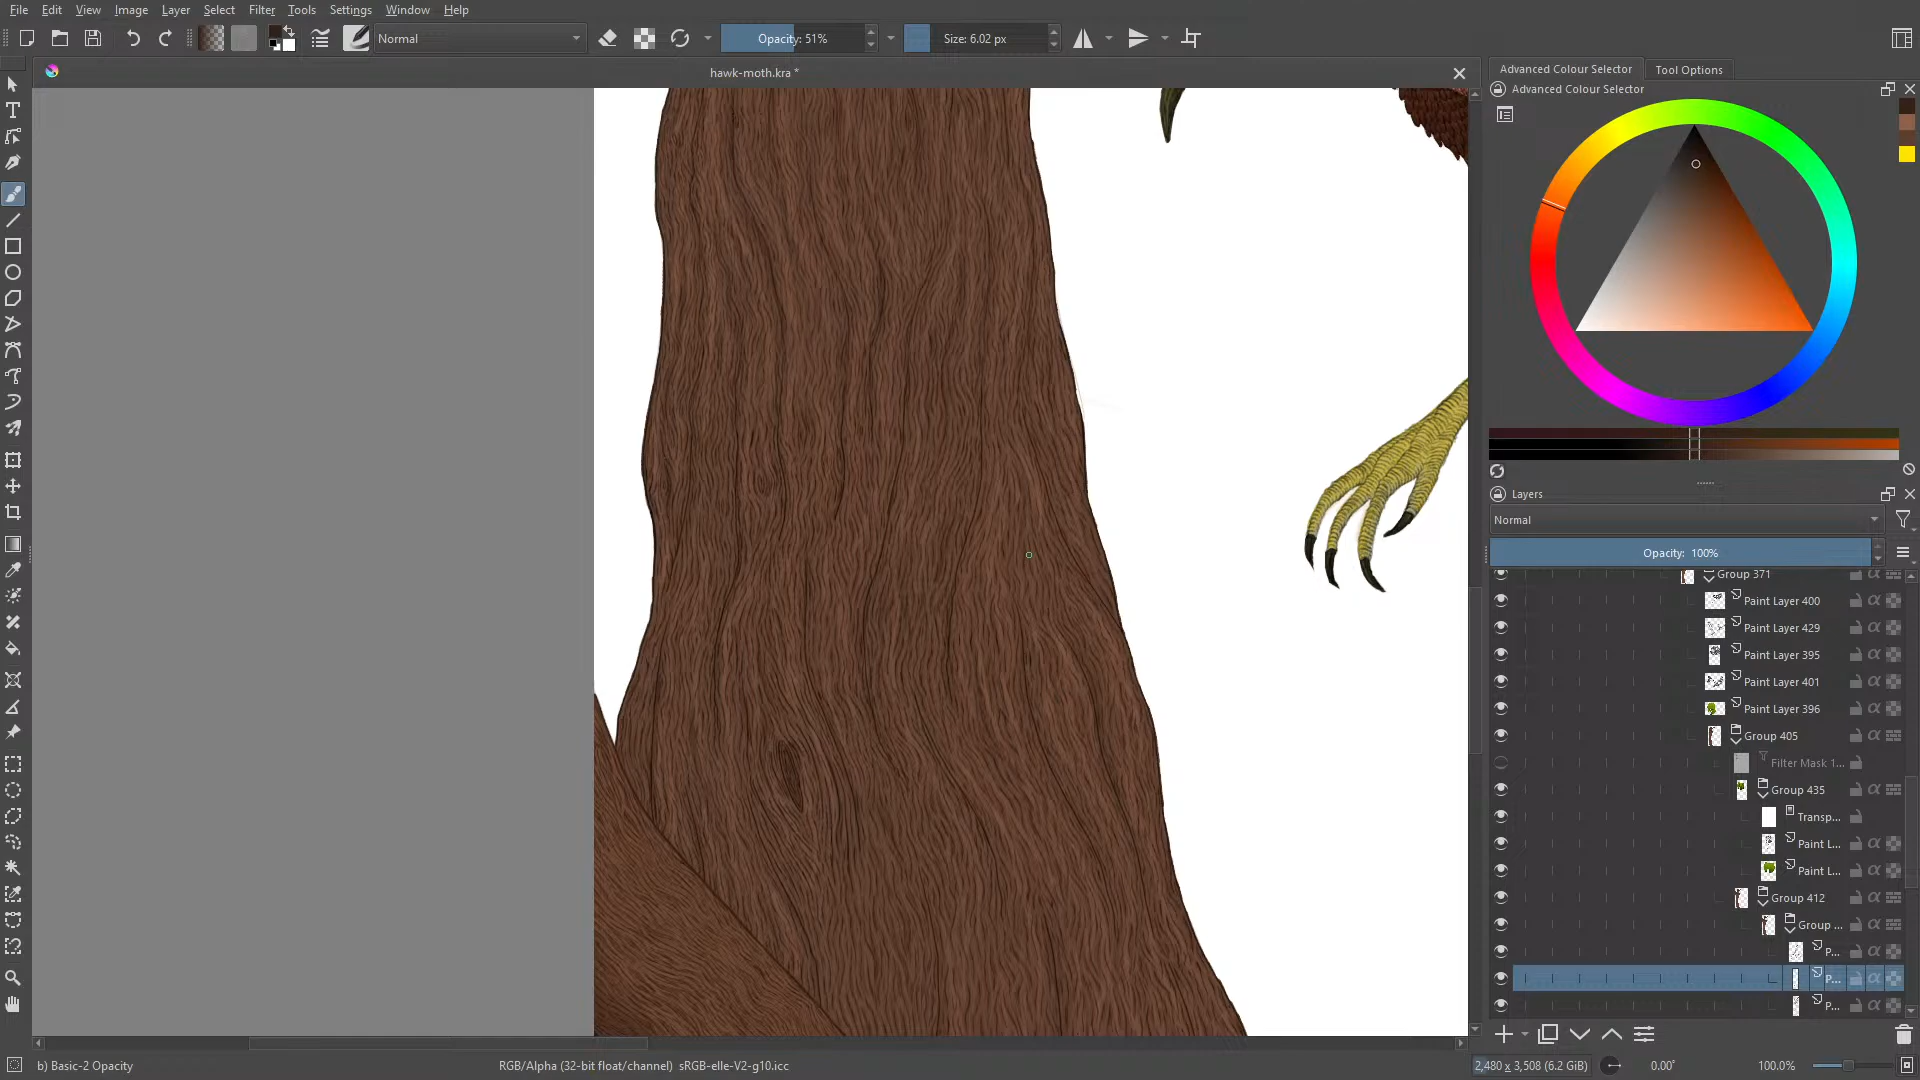 File Edit View Image Layer Select Filter Tools Settings Window Help
Normal
Opacity: 51%
Size: 6.02 px
hawk-moth.kra *
Advanced Colour Selector
Tool Options
Advanced Colour Selector
Layers
Normal
Opacity: 100%
Group 371
Paint Layer 400
Paint Layer 429
Paint Layer 395
Paint Layer 401
Paint Layer 396
Group 405
Filter Mask 1...
Group 435
Transp...
Paint L...
Paint L...
Group 412
Group ...
P...
P...
P...
b) Basic-2 Opacity
RGB/Alpha (32-bit float/channel) sRGB-elle-V2-g10.icc
2,480 x 3,508 (6.2 GiB)
0.00°
100.0%